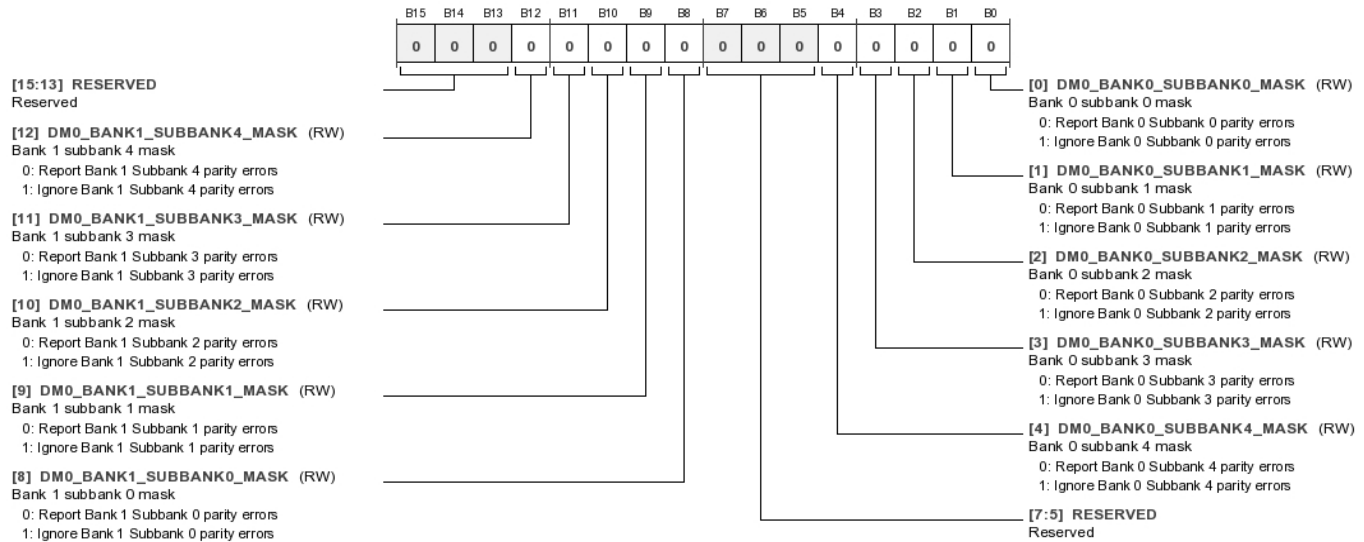 B15 B14 B13 B12 B11 B10 B9 B8 B7 B6 B5 B4 B3 B2 B1 B0
0 0 0 0 0 0 0 0 0 0 0 0 0 0 0 0
[15:13] RESERVED
Reserved
[12] DM0_BANK1_SUBBANK4_MASK (RW)
Bank 1 subbank 4 mask
0: Report Bank 1 Subbank 4 parity errors
1: Ignore Bank 1 Subbank 4 parity errors
[11] DM0_BANK1_SUBBANK3_MASK (RW)
Bank 1 subbank 3 mask
0: Report Bank 1 Subbank 3 parity errors
1: Ignore Bank 1 Subbank 3 parity errors
[10] DM0_BANK1_SUBBANK2_MASK (RW)
Bank 1 subbank 2 mask
0: Report Bank 1 Subbank 2 parity errors
1: Ignore Bank 1 Subbank 2 parity errors
[9] DM0_BANK1_SUBBANK1_MASK (RW)
Bank 1 subbank 1 mask
0: Report Bank 1 Subbank 1 parity errors
1: Ignore Bank 1 Subbank 1 parity errors
[8] DM0_BANK1_SUBBANK0_MASK (RW)
Bank 1 subbank 0 mask
0: Report Bank 1 Subbank 0 parity errors
1: Ignore Bank 1 Subbank 0 parity errors
[0] DM0_BANK0_SUBBANK0_MASK (RW)
Bank 0 subbank 0 mask
0: Report Bank 0 Subbank 0 parity errors
1: Ignore Bank 0 Subbank 0 parity errors
[1] DM0_BANK0_SUBBANK1_MASK (RW)
Bank 0 subbank 1 mask
0: Report Bank 0 Subbank 1 parity errors
1: Ignore Bank 0 Subbank 1 parity errors
[2] DM0_BANK0_SUBBANK2_MASK (RW)
Bank 0 subbank 2 mask
0: Report Bank 0 Subbank 2 parity errors
1: Ignore Bank 0 Subbank 2 parity errors
[3] DM0_BANK0_SUBBANK3_MASK (RW)
Bank 0 subbank 3 mask
0: Report Bank 0 Subbank 3 parity errors
1: Ignore Bank 0 Subbank 3 parity errors
[4] DM0_BANK0_SUBBANK4_MASK (RW)
Bank 0 subbank 4 mask
0: Report Bank 0 Subbank 4 parity errors
1: Ignore Bank 0 Subbank 4 parity errors
[7:5] RESERVED
Reserved